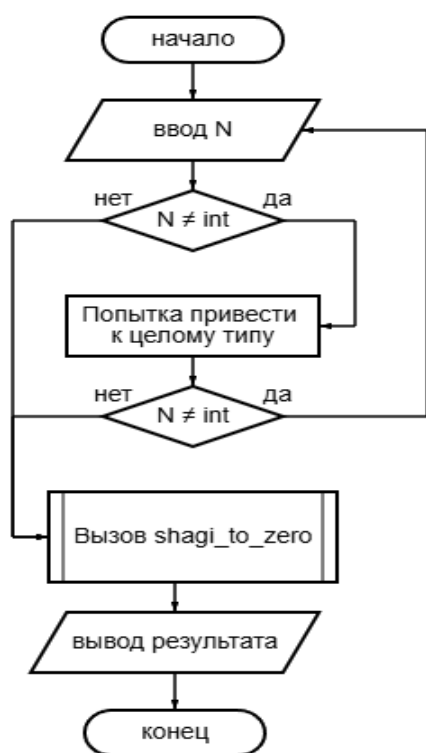 начало
ввод N
нет
да
N ≠ int
Попытка привести
к целому типу
нет
да
N ≠ int
Вызов shagi_to_zero
вывод результата
конец